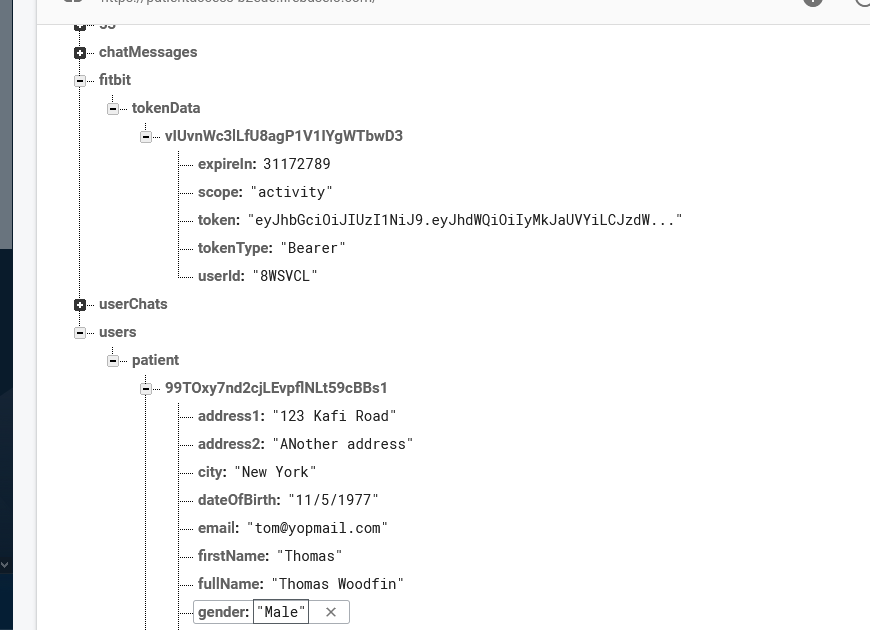 chatMessages
fitbit
tokenData
vIUvnWc3lLfU8agP1V1IYgWTbwD3
expireIn: 31172789
scope: "activity"
token: "eyJhbGciOiJIUzI1NiJ9.eyJhdWQiOiIyMkJaUVYiLCJzdW..."
tokenType: "Bearer"
userId: "8WSVCL"
userChats
users
patient
99TOxy7nd2cjLEvpflNLt59cBBs1
address1: "123 Kafi Road"
address2: "ANother address"
city: "New York"
dateOfBirth: "11/5/1977"
email: "tom@yopmail.com"
firstName: "Thomas"
fullName: "Thomas Woodfin"
gender: "Male"